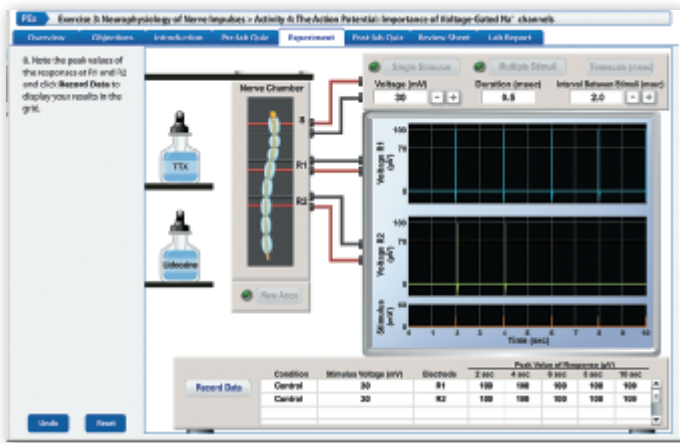 PEx Exercise 3: Neurophysiology of Nerve Impulses > Activity 4: The Action Potential: Importance of Voltage-Gated Na⁺ channels
Overview Objectives Introduction Pre-lab Quiz Experiment Post-lab Quiz Review Sheet Lab Report
8. Note the peak values of
the responses at R1 and R2
and click Record Data to
display your results in the
grid.
Nerve Chamber
S
R1
R2
TTX
Lidocaine
New Axon
Single Stimulus Multiple Stimuli Timescale (msec)
Voltage (mV) Duration (msec) Interval Between Stimuli (msec)
30 - + 0.5 2.0 - +
Voltage R1
(µV)
100
70
0
Voltage R2
(µV)
100
70
0
Stimulus
(mV)
60
0
0 1 2 3 4 5 6 7 8 9 10
Time (sec)
Record Data
Peak Value of Response (µV)
Condition Stimulus Voltage (mV) Electrode 2 sec 4 sec 6 sec 8 sec 10 sec
Control 30 R1 100 100 100 100 100
Control 30 R2 100 100 100 100 100
Undo Reset